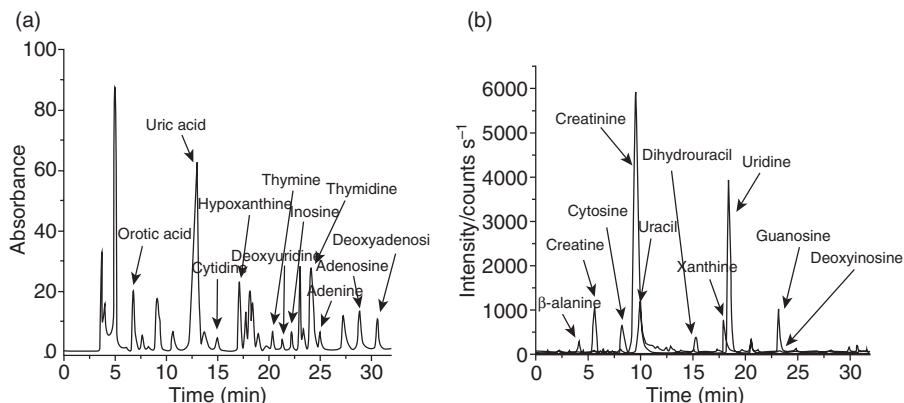 (a)
100
80
60
40
20
0
Absorbance
0 5 10 15 20 25 30
Time (min)
Orotic acid
Uric acid
Cytidine
Hypoxanthine
Deoxyuridine
Thymine
Inosine
Thymidine
Adenine
Adenosine
Deoxyadenosi
(b)
6000
5000
4000
3000
2000
1000
0
Intensity/counts s⁻¹
0 5 10 15 20 25 30
Time (min)
β-alanine
Creatine
Cytosine
Creatinine
Uracil
Dihydrouracil
Xanthine
Uridine
Guanosine
Deoxyinosine